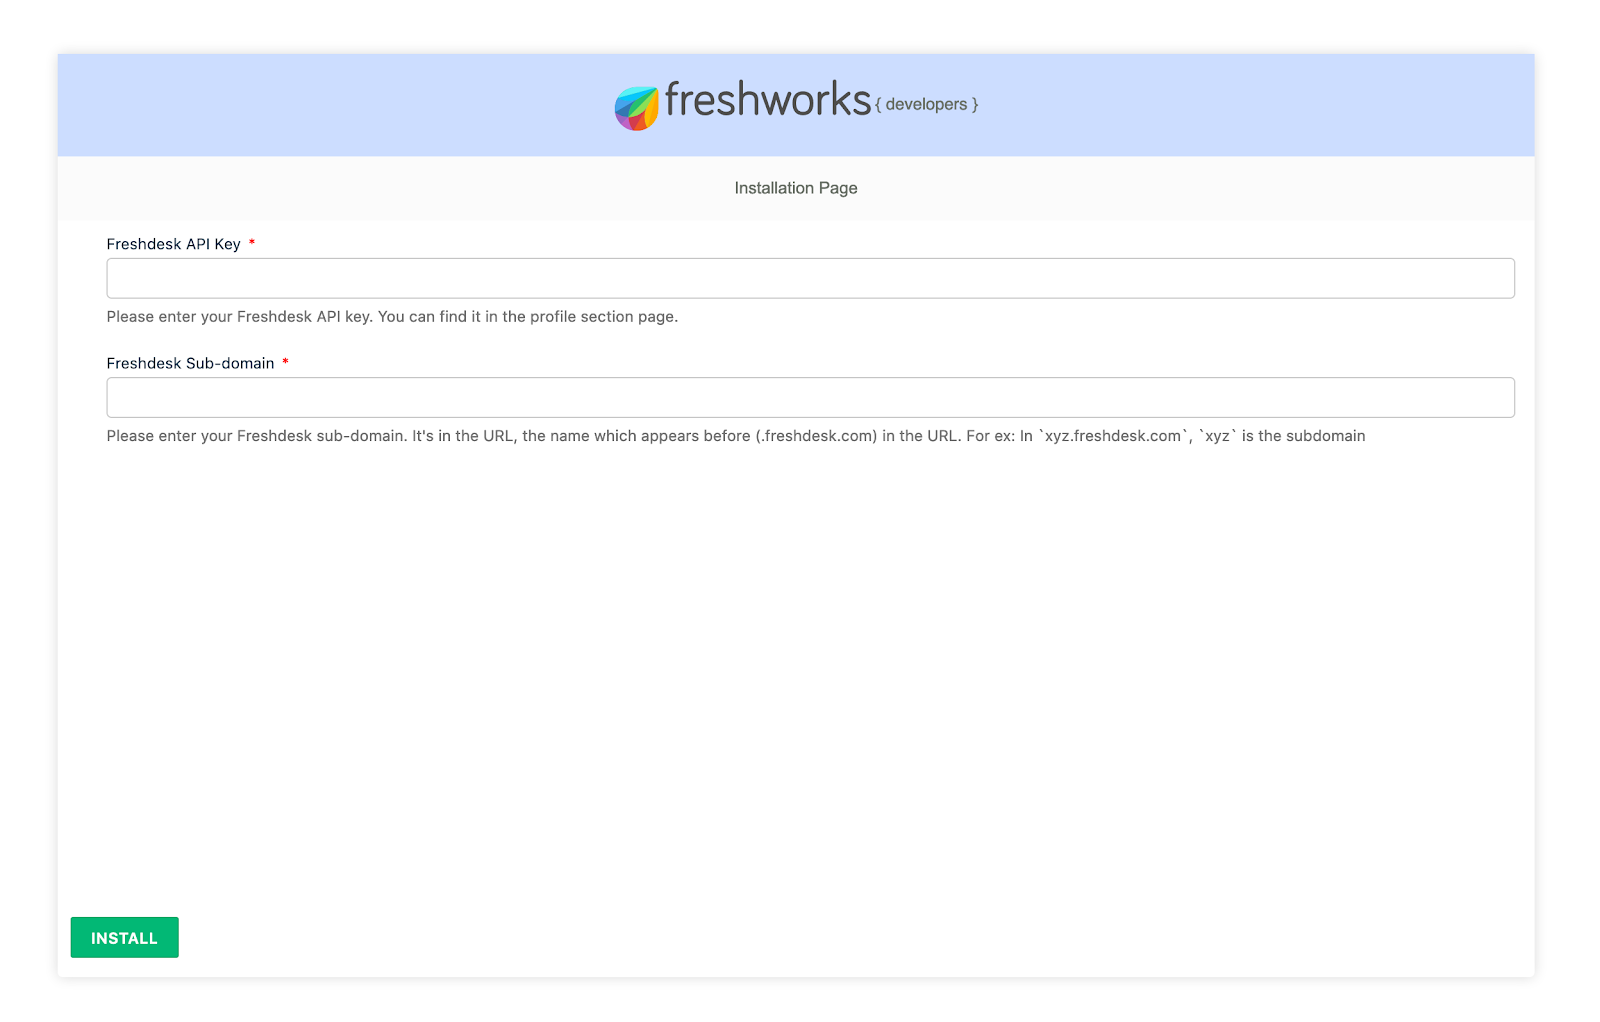 freshworks { developers }
Installation Page
Freshdesk API Key *
Please enter your Freshdesk API key. You can find it in the profile section page.
Freshdesk Sub-domain *
Please enter your Freshdesk sub-domain. It's in the URL, the name which appears before (.freshdesk.com) in the URL. For ex: In `xyz.freshdesk.com`, `xyz` is the subdomain
INSTALL